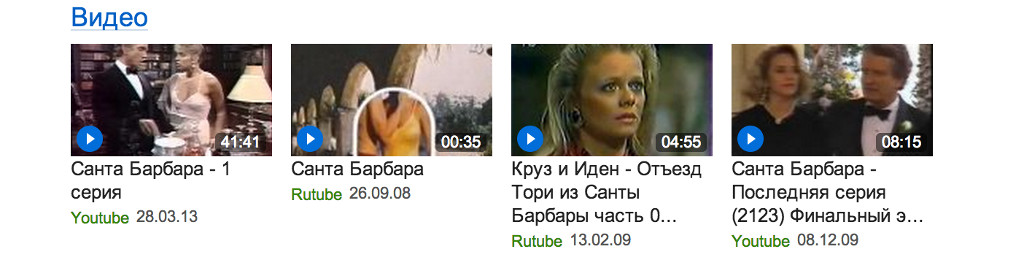 Видео
41:41
00:35
04:55
08:15
Санта Барбара - 1
серия
Youtube 28.03.13
Санта Барбара
Rutube 26.09.08
Круз и Иден - Отъезд
Тори из Санты
Барбары часть 0...
Rutube 13.02.09
Санта Барбара -
Последняя серия
(2123) Финальный э...
Youtube 08.12.09